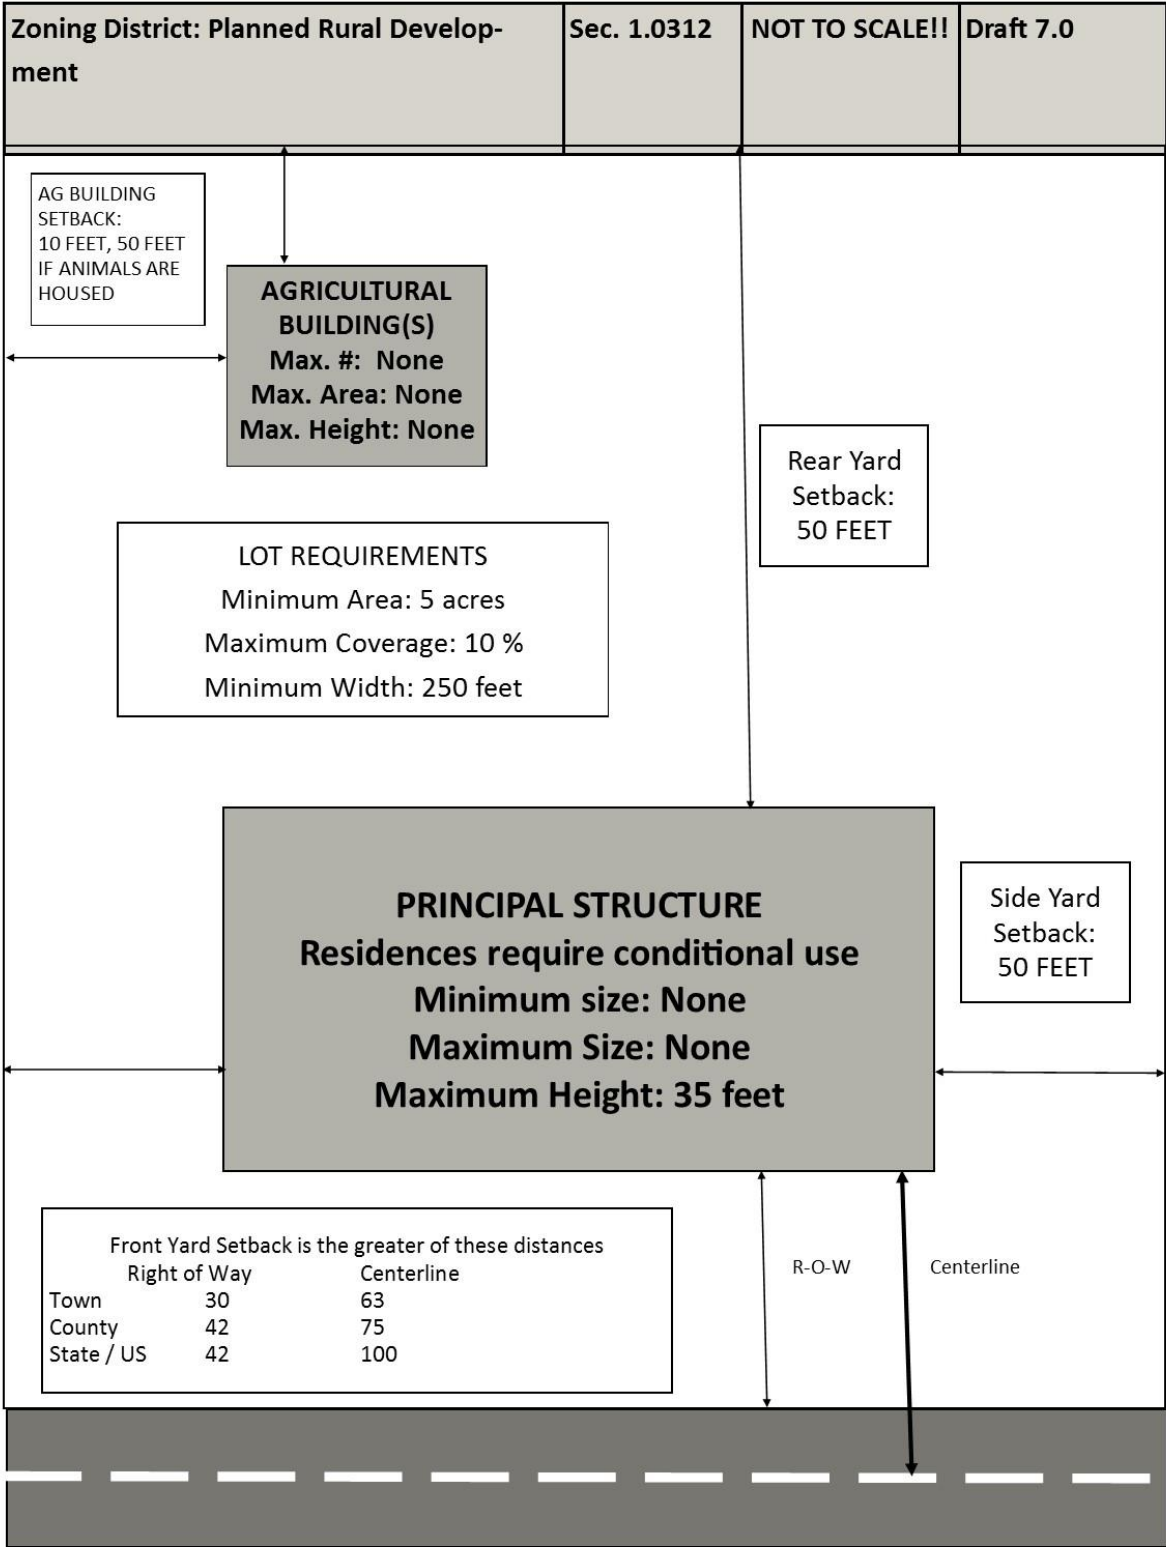 Zoning District: Planned Rural Develop-
ment
Sec. 1.0312
NOT TO SCALE!!
Draft 7.0
AG BUILDING
SETBACK:
10 FEET, 50 FEET
IF ANIMALS ARE
HOUSED
AGRICULTURAL
BUILDING(S)
Max. #: None
Max. Area: None
Max. Height: None
Rear Yard
Setback:
50 FEET
LOT REQUIREMENTS
Minimum Area: 5 acres
Maximum Coverage: 10 %
Minimum Width: 250 feet
PRINCIPAL STRUCTURE
Residences require conditional use
Minimum size: None
Maximum Size: None
Maximum Height: 35 feet
Side Yard
Setback:
50 FEET
Front Yard Setback is the greater of these distances
Right of Way Centerline
Town 30 63
County 42 75
State / US 42 100
R-O-W
Centerline